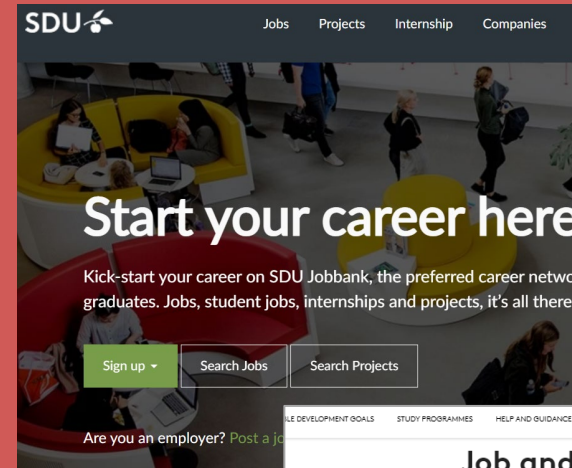 SDU
Jobs Projects Internship Companies
Start your career here
Kick-start your career on SDU Jobbank, the preferred career
graduates. Jobs, student jobs, internships and projects, it's all there
Sign up Search Jobs Search Projects
Are you an employer? Post a
DEVELOPMENT GOALS STUDY PROGRAMMES HELP AND GUIDANCE
Job and